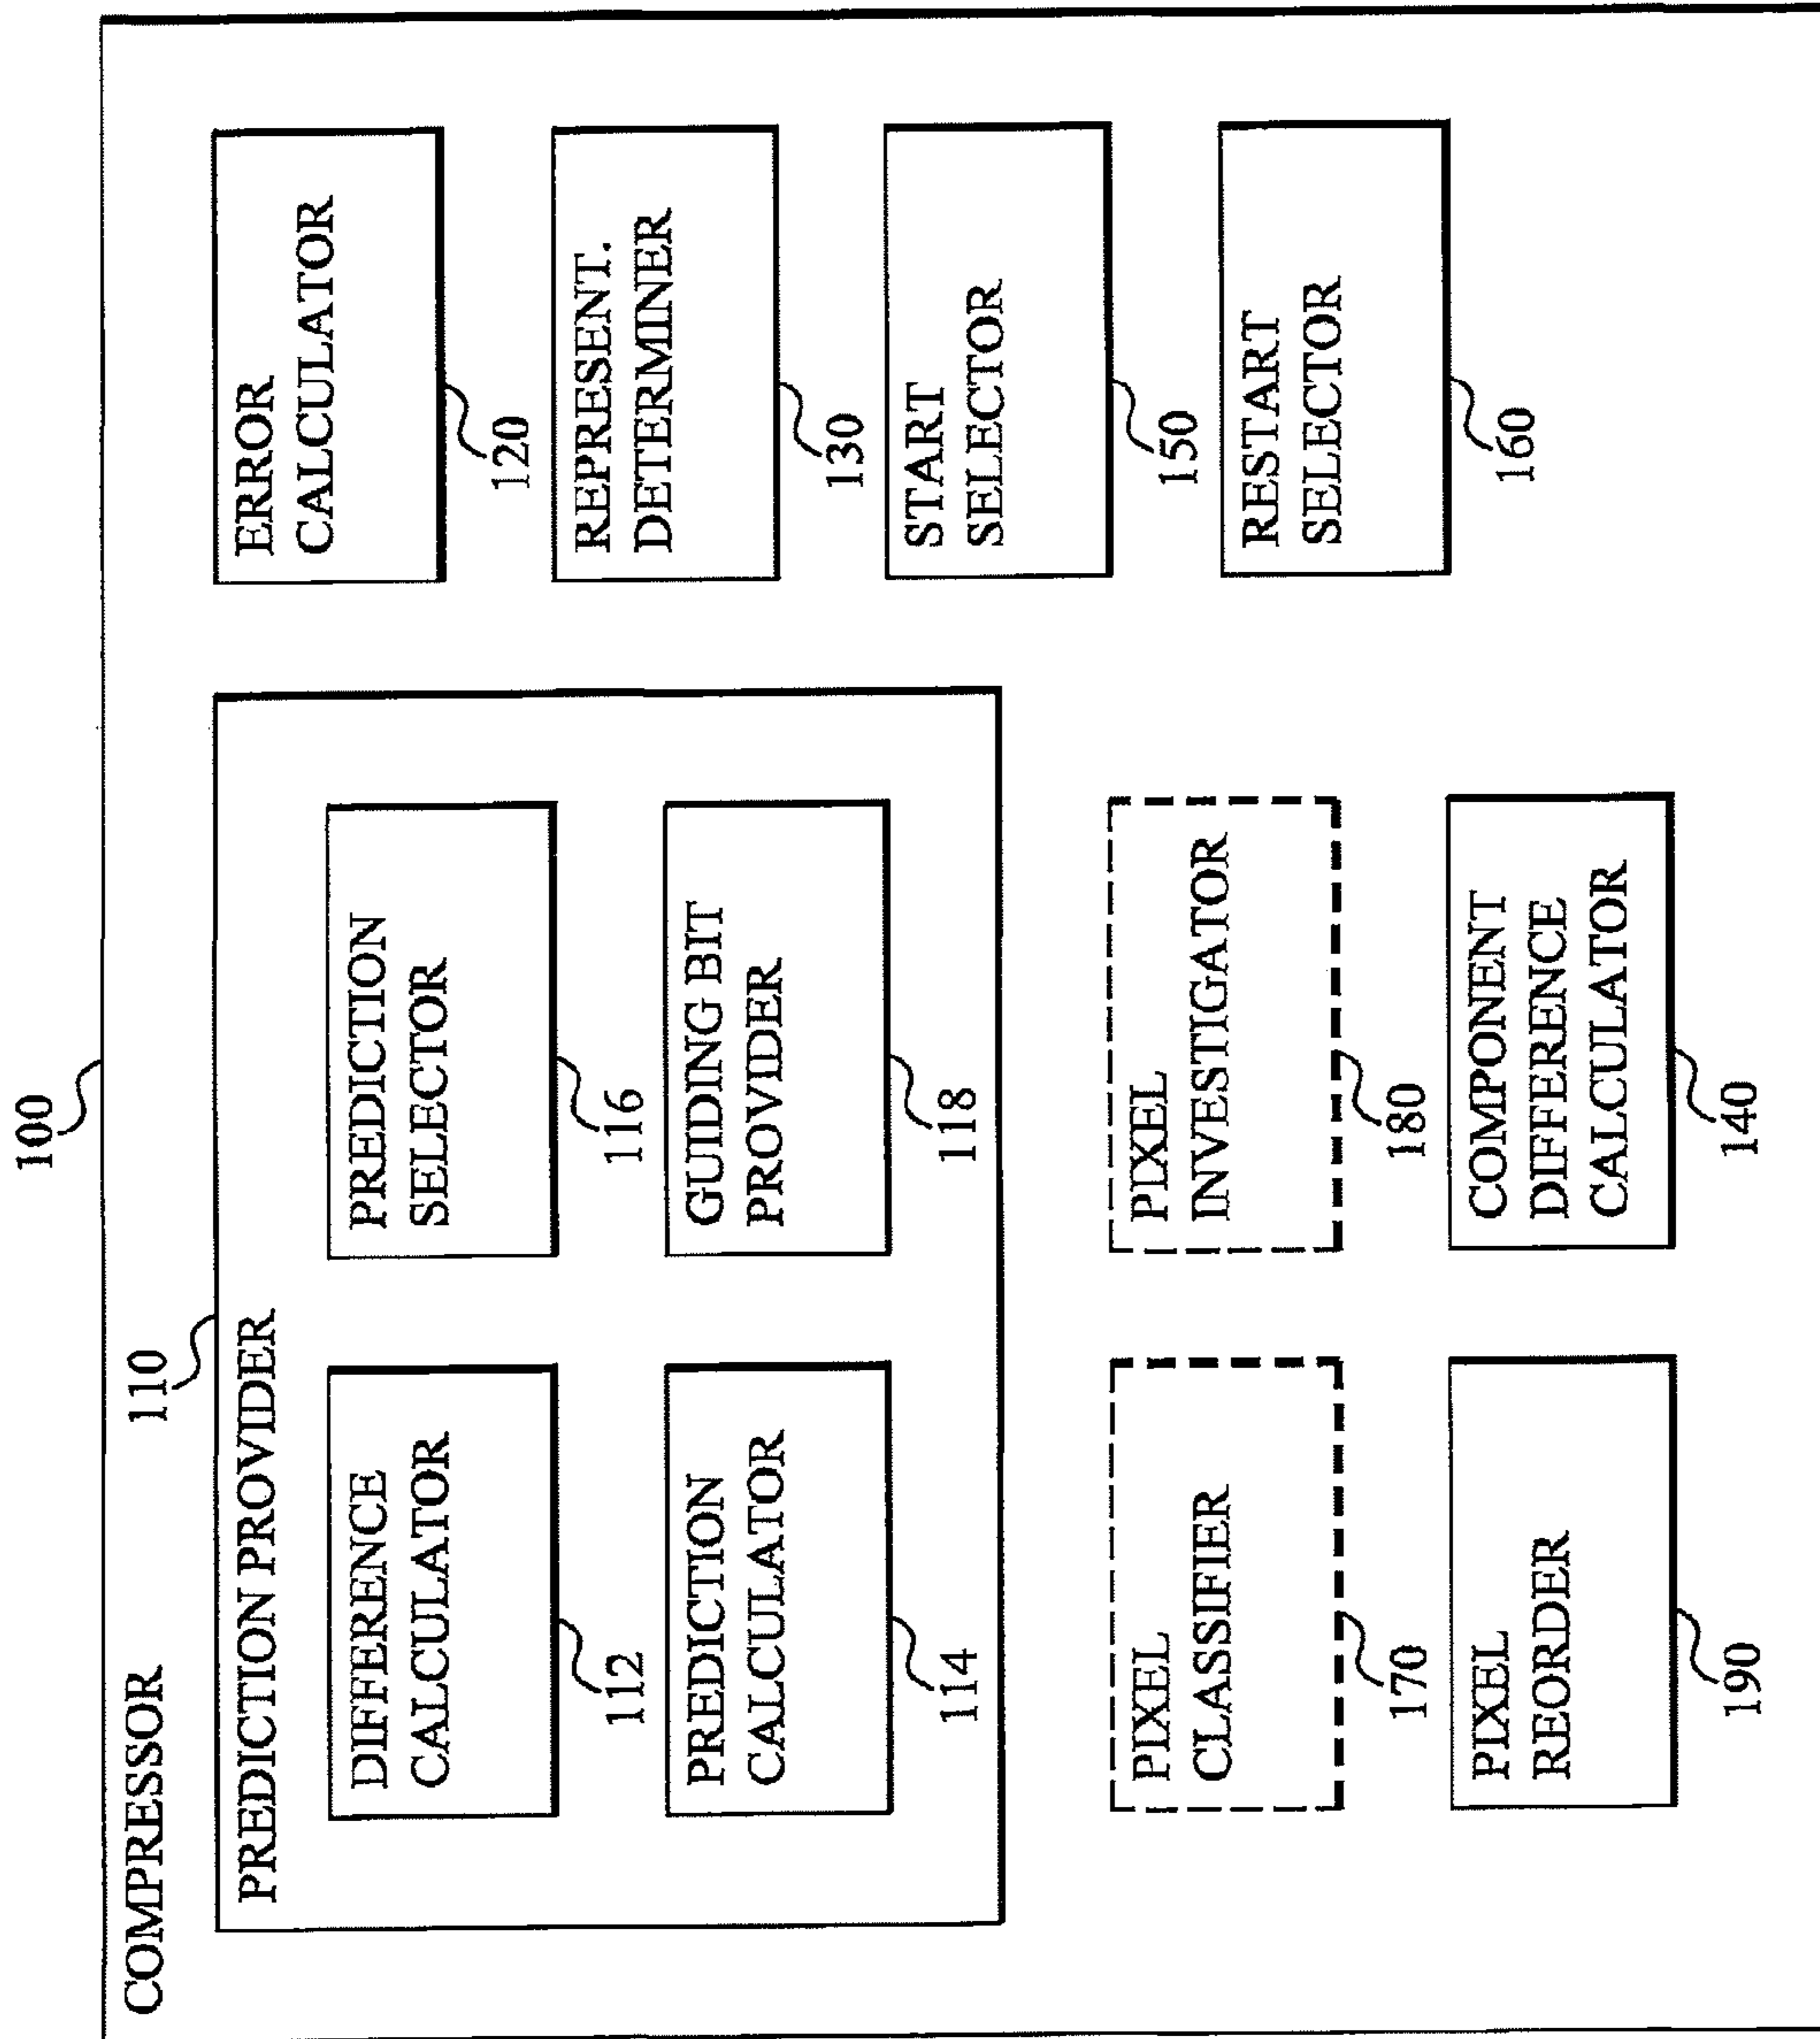 100
COMPRESSOR
110
PREDICTION PROVIDER
DIFFERENCE
CALCULATOR
112
PREDICTION
SELECTOR
116
PREDICTION
CALCULATOR
114
GUIDING BIT
PROVIDER
118
ERROR
CALCULATOR
120
REPRESENT.
DETERMINER
130
START
SELECTOR
150
RESTART
SELECTOR
160
PIXEL
CLASSIFIER
170
PIXEL
INVESTIGATOR
180
PIXEL
REORDER
190
COMPONENT
DIFFERENCE
CALCULATOR
140